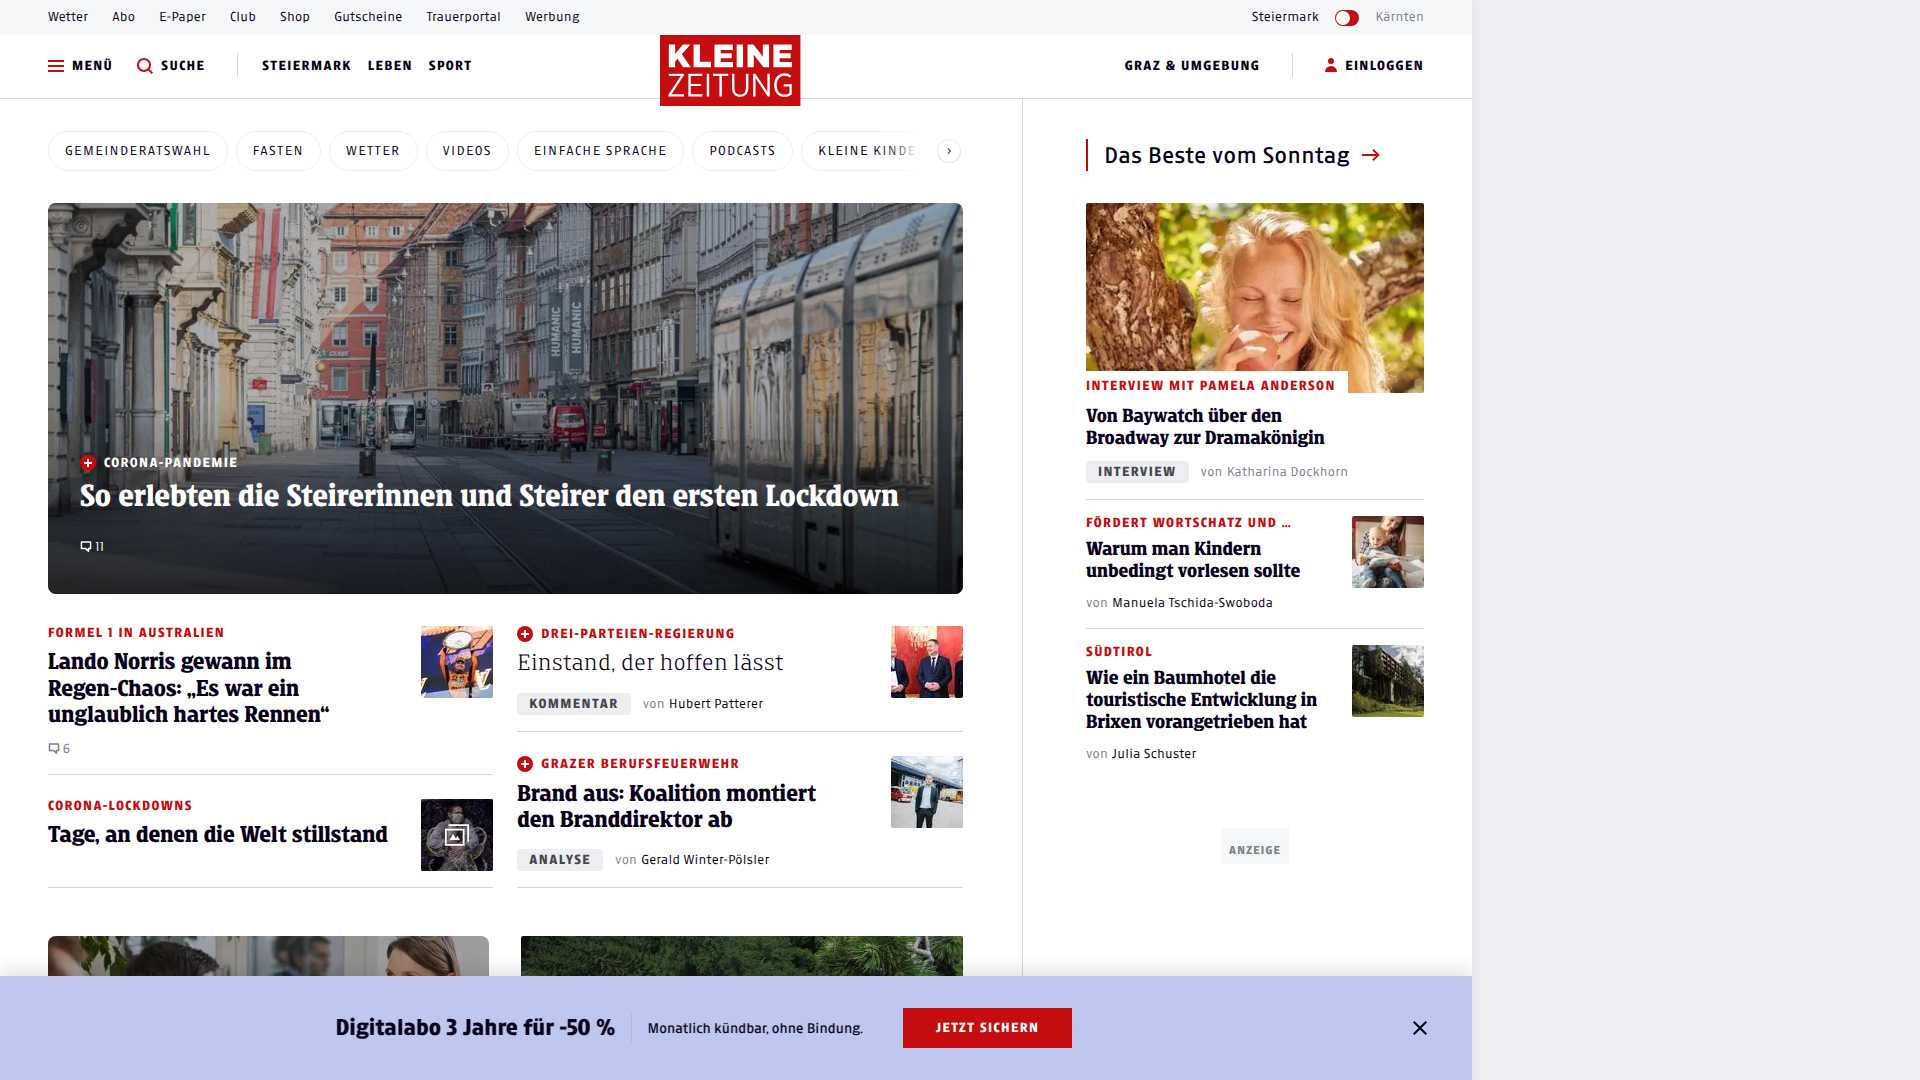 Wetter Abo E-Paper Club Shop Gutscheine Trauerportal Werbung
Steiermark Kärnten
MENÜ SUCHE STEIERMARK LEBEN SPORT
KLEINE
ZEITUNG
GRAZ & UMGEBUNG EINLOGGEN
GEMEINDERATSWAHL FASTEN WETTER VIDEOS EINFACHE SPRACHE PODCASTS KLEINE KINDE
HUMANIC
HUMANIC
CORONA-PANDEMIE
So erlebten die Steirerinnen und Steirer den ersten Lockdown
11
FORMEL 1 IN AUSTRALIEN
Lando Norris gewann im
Regen-Chaos: „Es war ein
unglaublich hartes Rennen“
6
CORONA-LOCKDOWNS
Tage, an denen die Welt stillstand
DREI-PARTEIEN-REGIERUNG
Einstand, der hoffen lässt
KOMMENTAR von Hubert Patterer
GRAZER BERUFSFEUERWEHR
Brand aus: Koalition montiert
den Branddirektor ab
ANALYSE von Gerald Winter-Pölsler
Das Beste vom Sonntag
INTERVIEW MIT PAMELA ANDERSON
Von Baywatch über den
Broadway zur Dramakönigin
INTERVIEW von Katharina Dockhorn
FÖRDERT WORTSCHATZ UND ...
Warum man Kindern
unbedingt vorlesen sollte
von Manuela Tschida-Swoboda
SÜDTIROL
Wie ein Baumhotel die
touristische Entwicklung in
Brixen vorangetrieben hat
von Julia Schuster
ANZEIGE
Digitalabo 3 Jahre für -50 %
Monatlich kündbar, ohne Bindung.
JETZT SICHERN